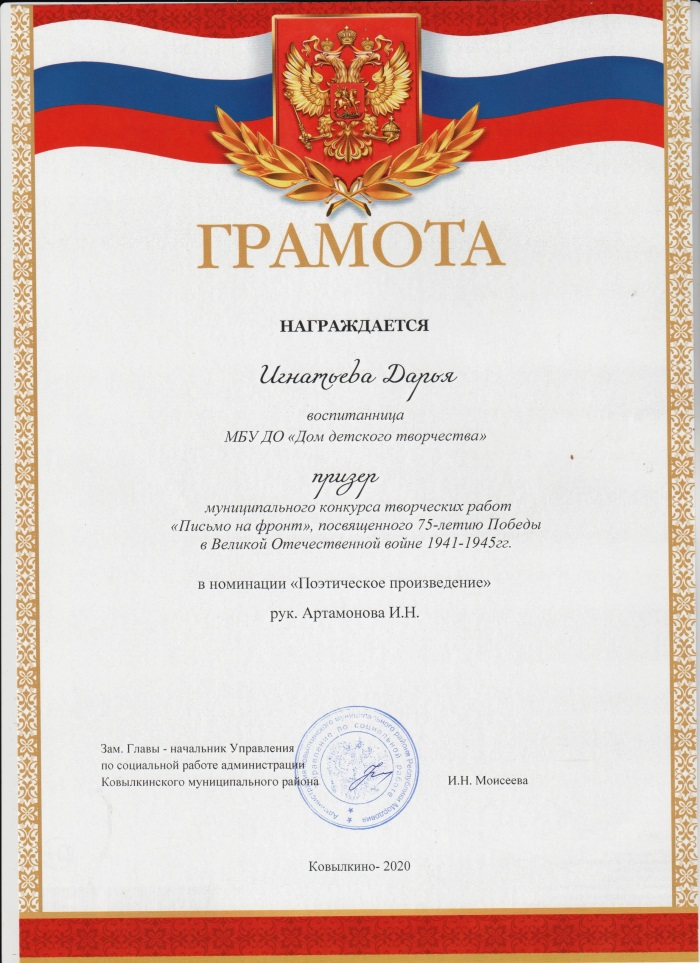 ГРАМОТА
НАГРАЖДАЕТСЯ
Игнатьева Дарья
воспитанница
МБУ ДО «Дом детского творчества»
призер
муниципального конкурса творческих работ
«Письмо на фронт», посвященного 75-летию Победы
в Великой Отечественной войне 1941-1945гг.
в номинации «Поэтическое произведение»
рук. Артамонова И.Н.
Зам. Главы - начальник Управления
по социальной работе администрации
Ковылкинского муниципального района
И.Н. Моисеева
Ковылкино- 2020